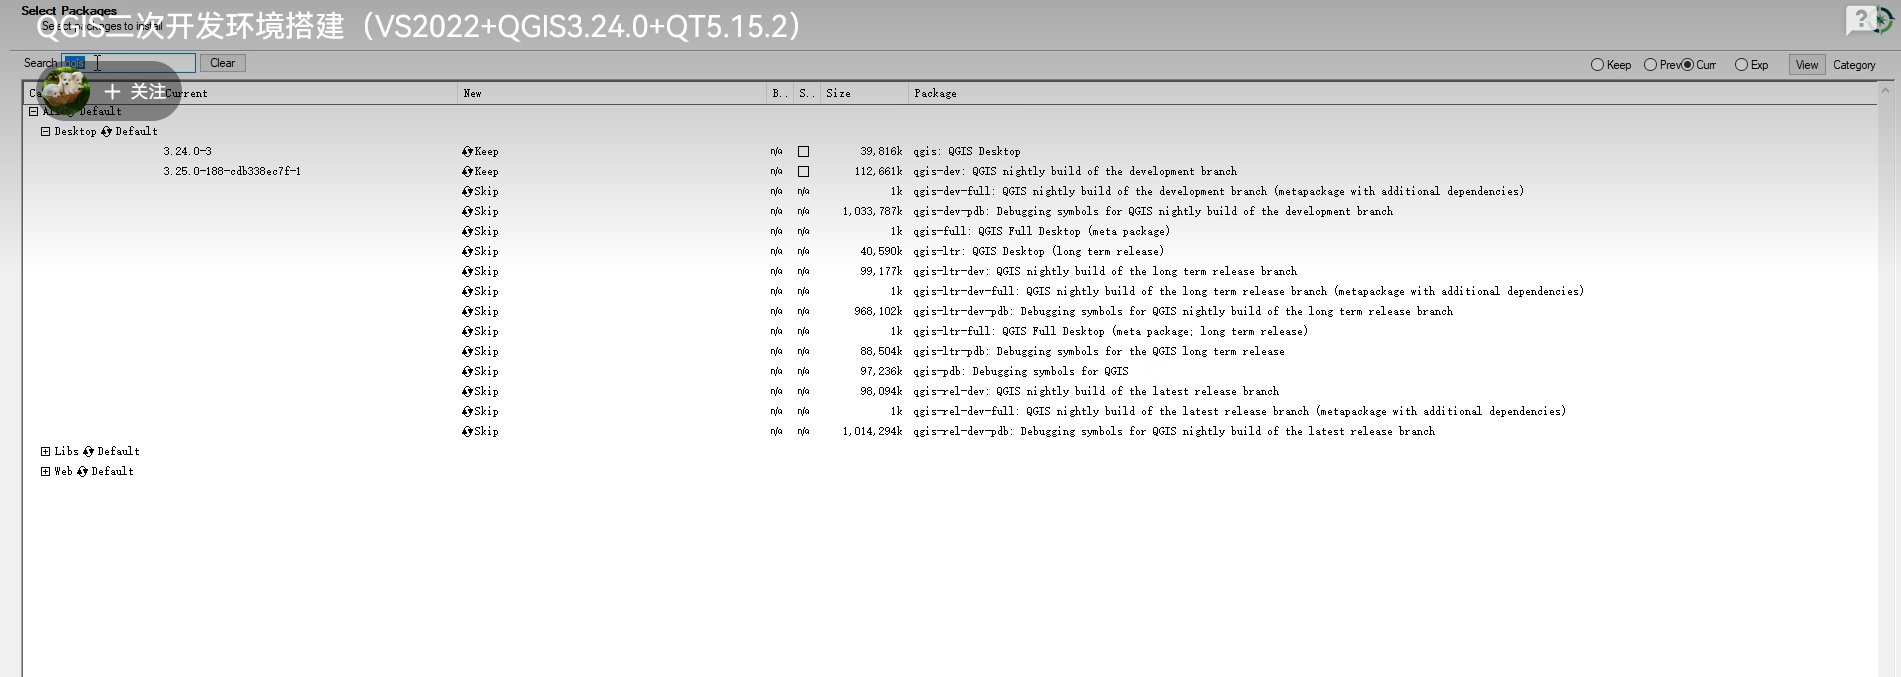 Select Packages
Select packages to install
QGIS二次开发环境搭建（VS2022+QGIS3.24.0+QT5.15.2）
?
Search qgis Clear Keep Prev Curr Exp View Category
+ 关注
Current New B.. S.. Size Package
All Default
Desktop Default
3.24.0-3 Keep n/a 39,816k qgis: QGIS Desktop
3.25.0-188-cdb338ec7f-1 Keep n/a 112,661k qgis-dev: QGIS nightly build of the development branch
Skip n/a n/a 1k qgis-dev-full: QGIS nightly build of the development branch (metapackage with additional dependencies)
Skip n/a n/a 1,033,787k qgis-dev-pdb: Debugging symbols for QGIS nightly build of the development branch
Skip n/a n/a 1k qgis-full: QGIS Full Desktop (meta package)
Skip n/a n/a 40,590k qgis-ltr: QGIS Desktop (long term release)
Skip n/a n/a 99,177k qgis-ltr-dev: QGIS nightly build of the long term release branch
Skip n/a n/a 1k qgis-ltr-dev-full: QGIS nightly build of the long term release branch (metapackage with additional dependencies)
Skip n/a n/a 968,102k qgis-ltr-dev-pdb: Debugging symbols for QGIS nightly build of the long term release branch
Skip n/a n/a 1k qgis-ltr-full: QGIS Full Desktop (meta package; long term release)
Skip n/a n/a 88,504k qgis-ltr-pdb: Debugging symbols for the QGIS long term release
Skip n/a n/a 97,236k qgis-pdb: Debugging symbols for QGIS
Skip n/a n/a 98,094k qgis-rel-dev: QGIS nightly build of the latest release branch
Skip n/a n/a 1k qgis-rel-dev-full: QGIS nightly build of the latest release branch (metapackage with additional dependencies)
Skip n/a n/a 1,014,294k qgis-rel-dev-pdb: Debugging symbols for QGIS nightly build of the latest release branch
Libs Default
Web Default